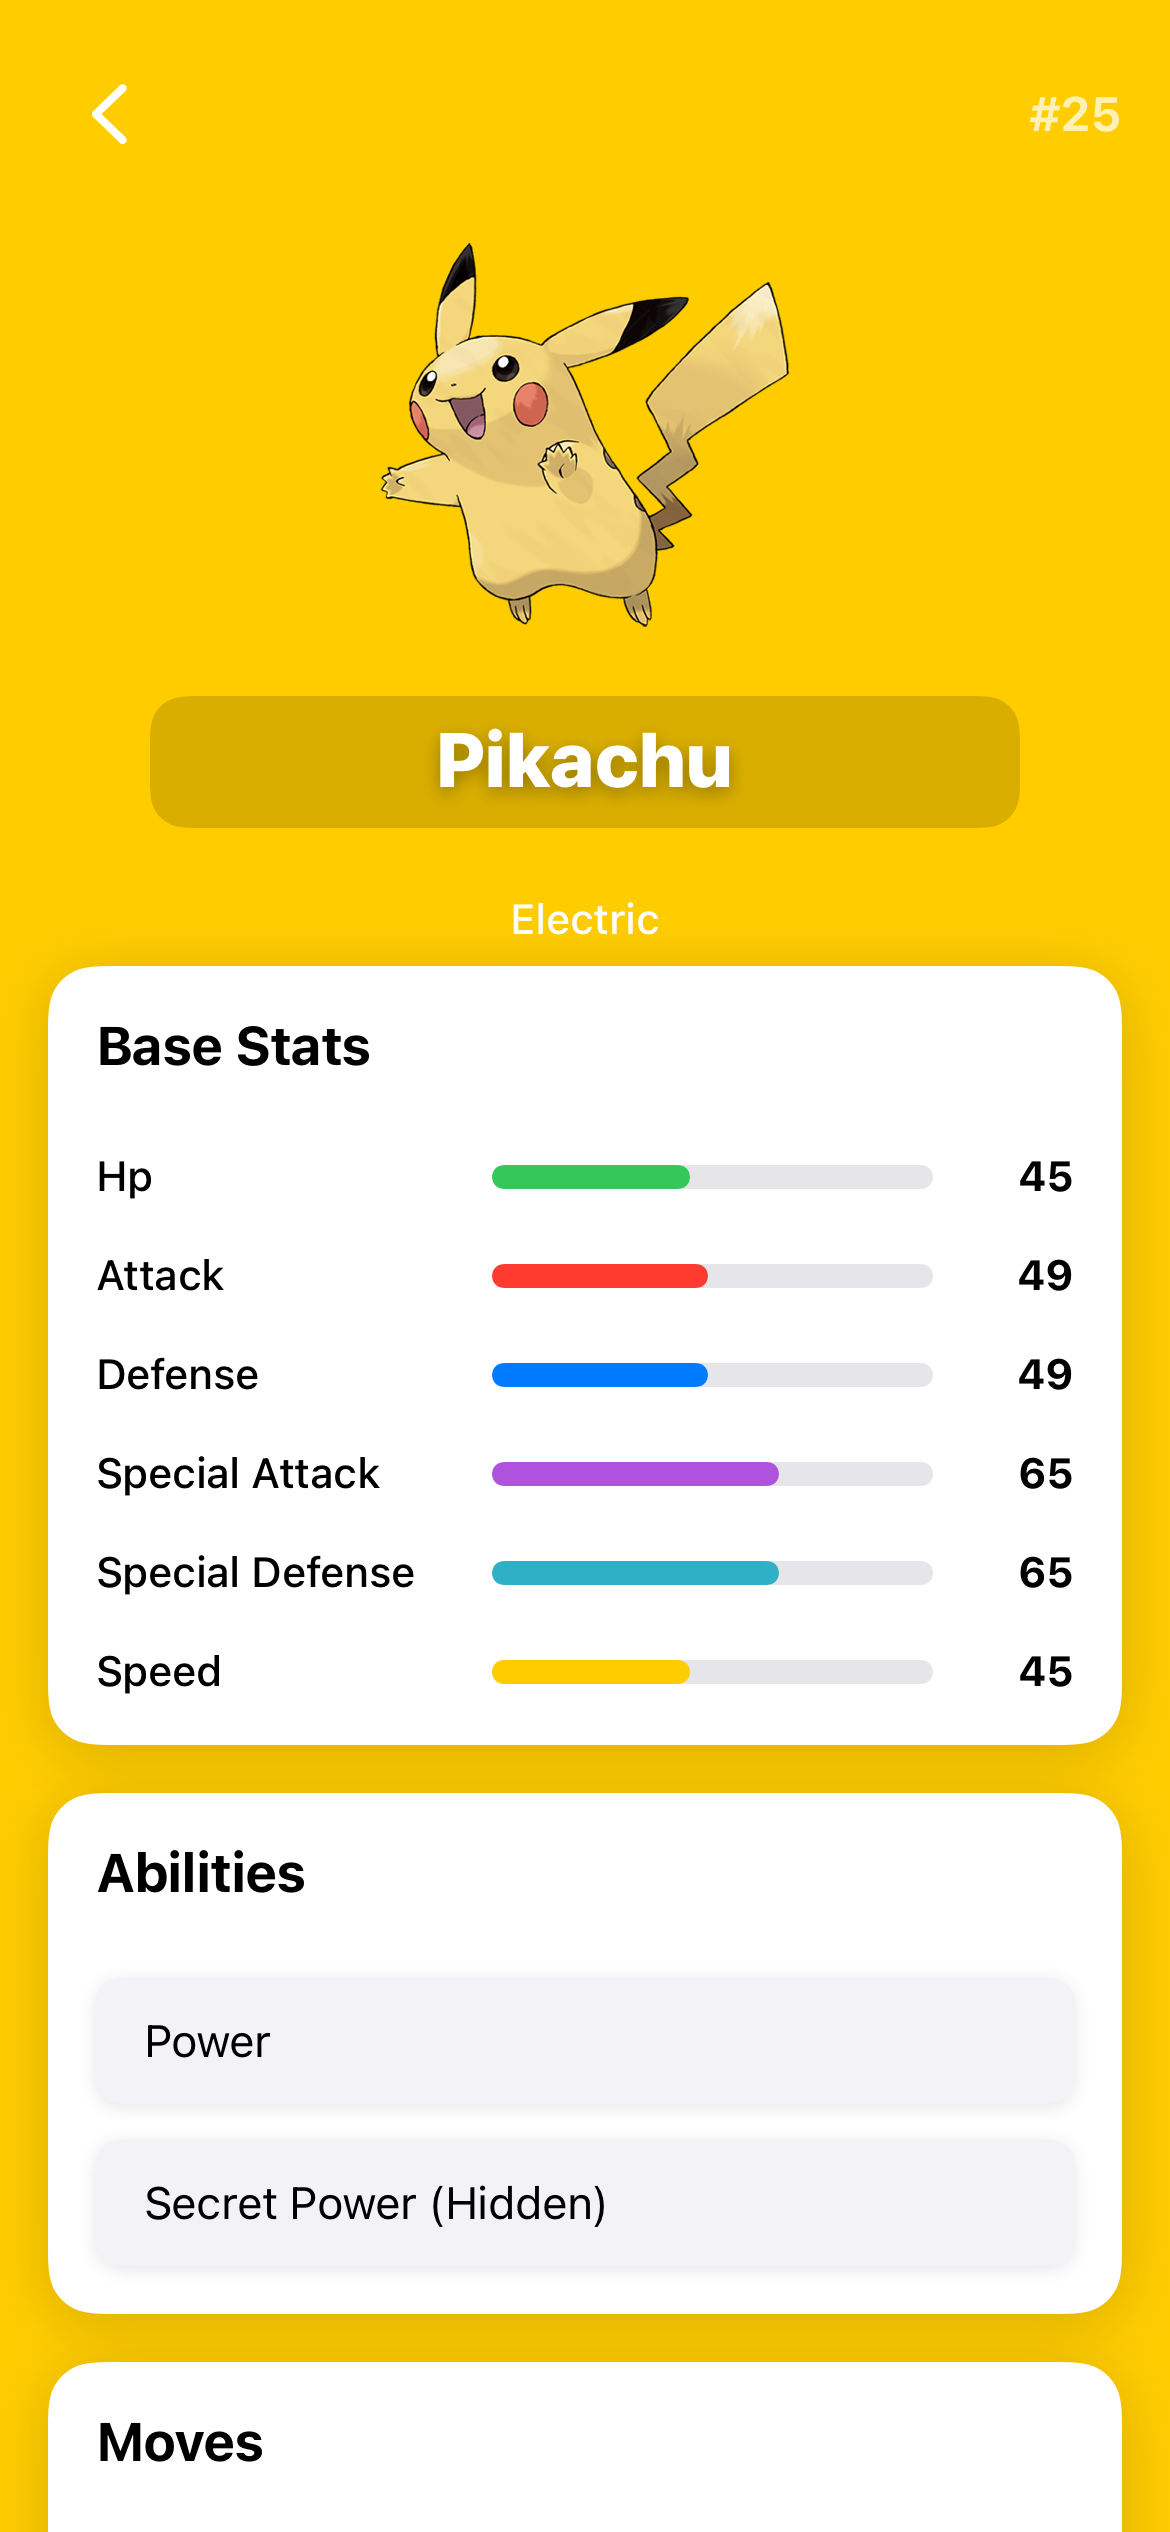 #25
Pikachu
Electric
Base Stats
Hp 45
Attack 49
Defense 49
Special Attack 65
Special Defense 65
Speed 45
Abilities
Power
Secret Power (Hidden)
Moves